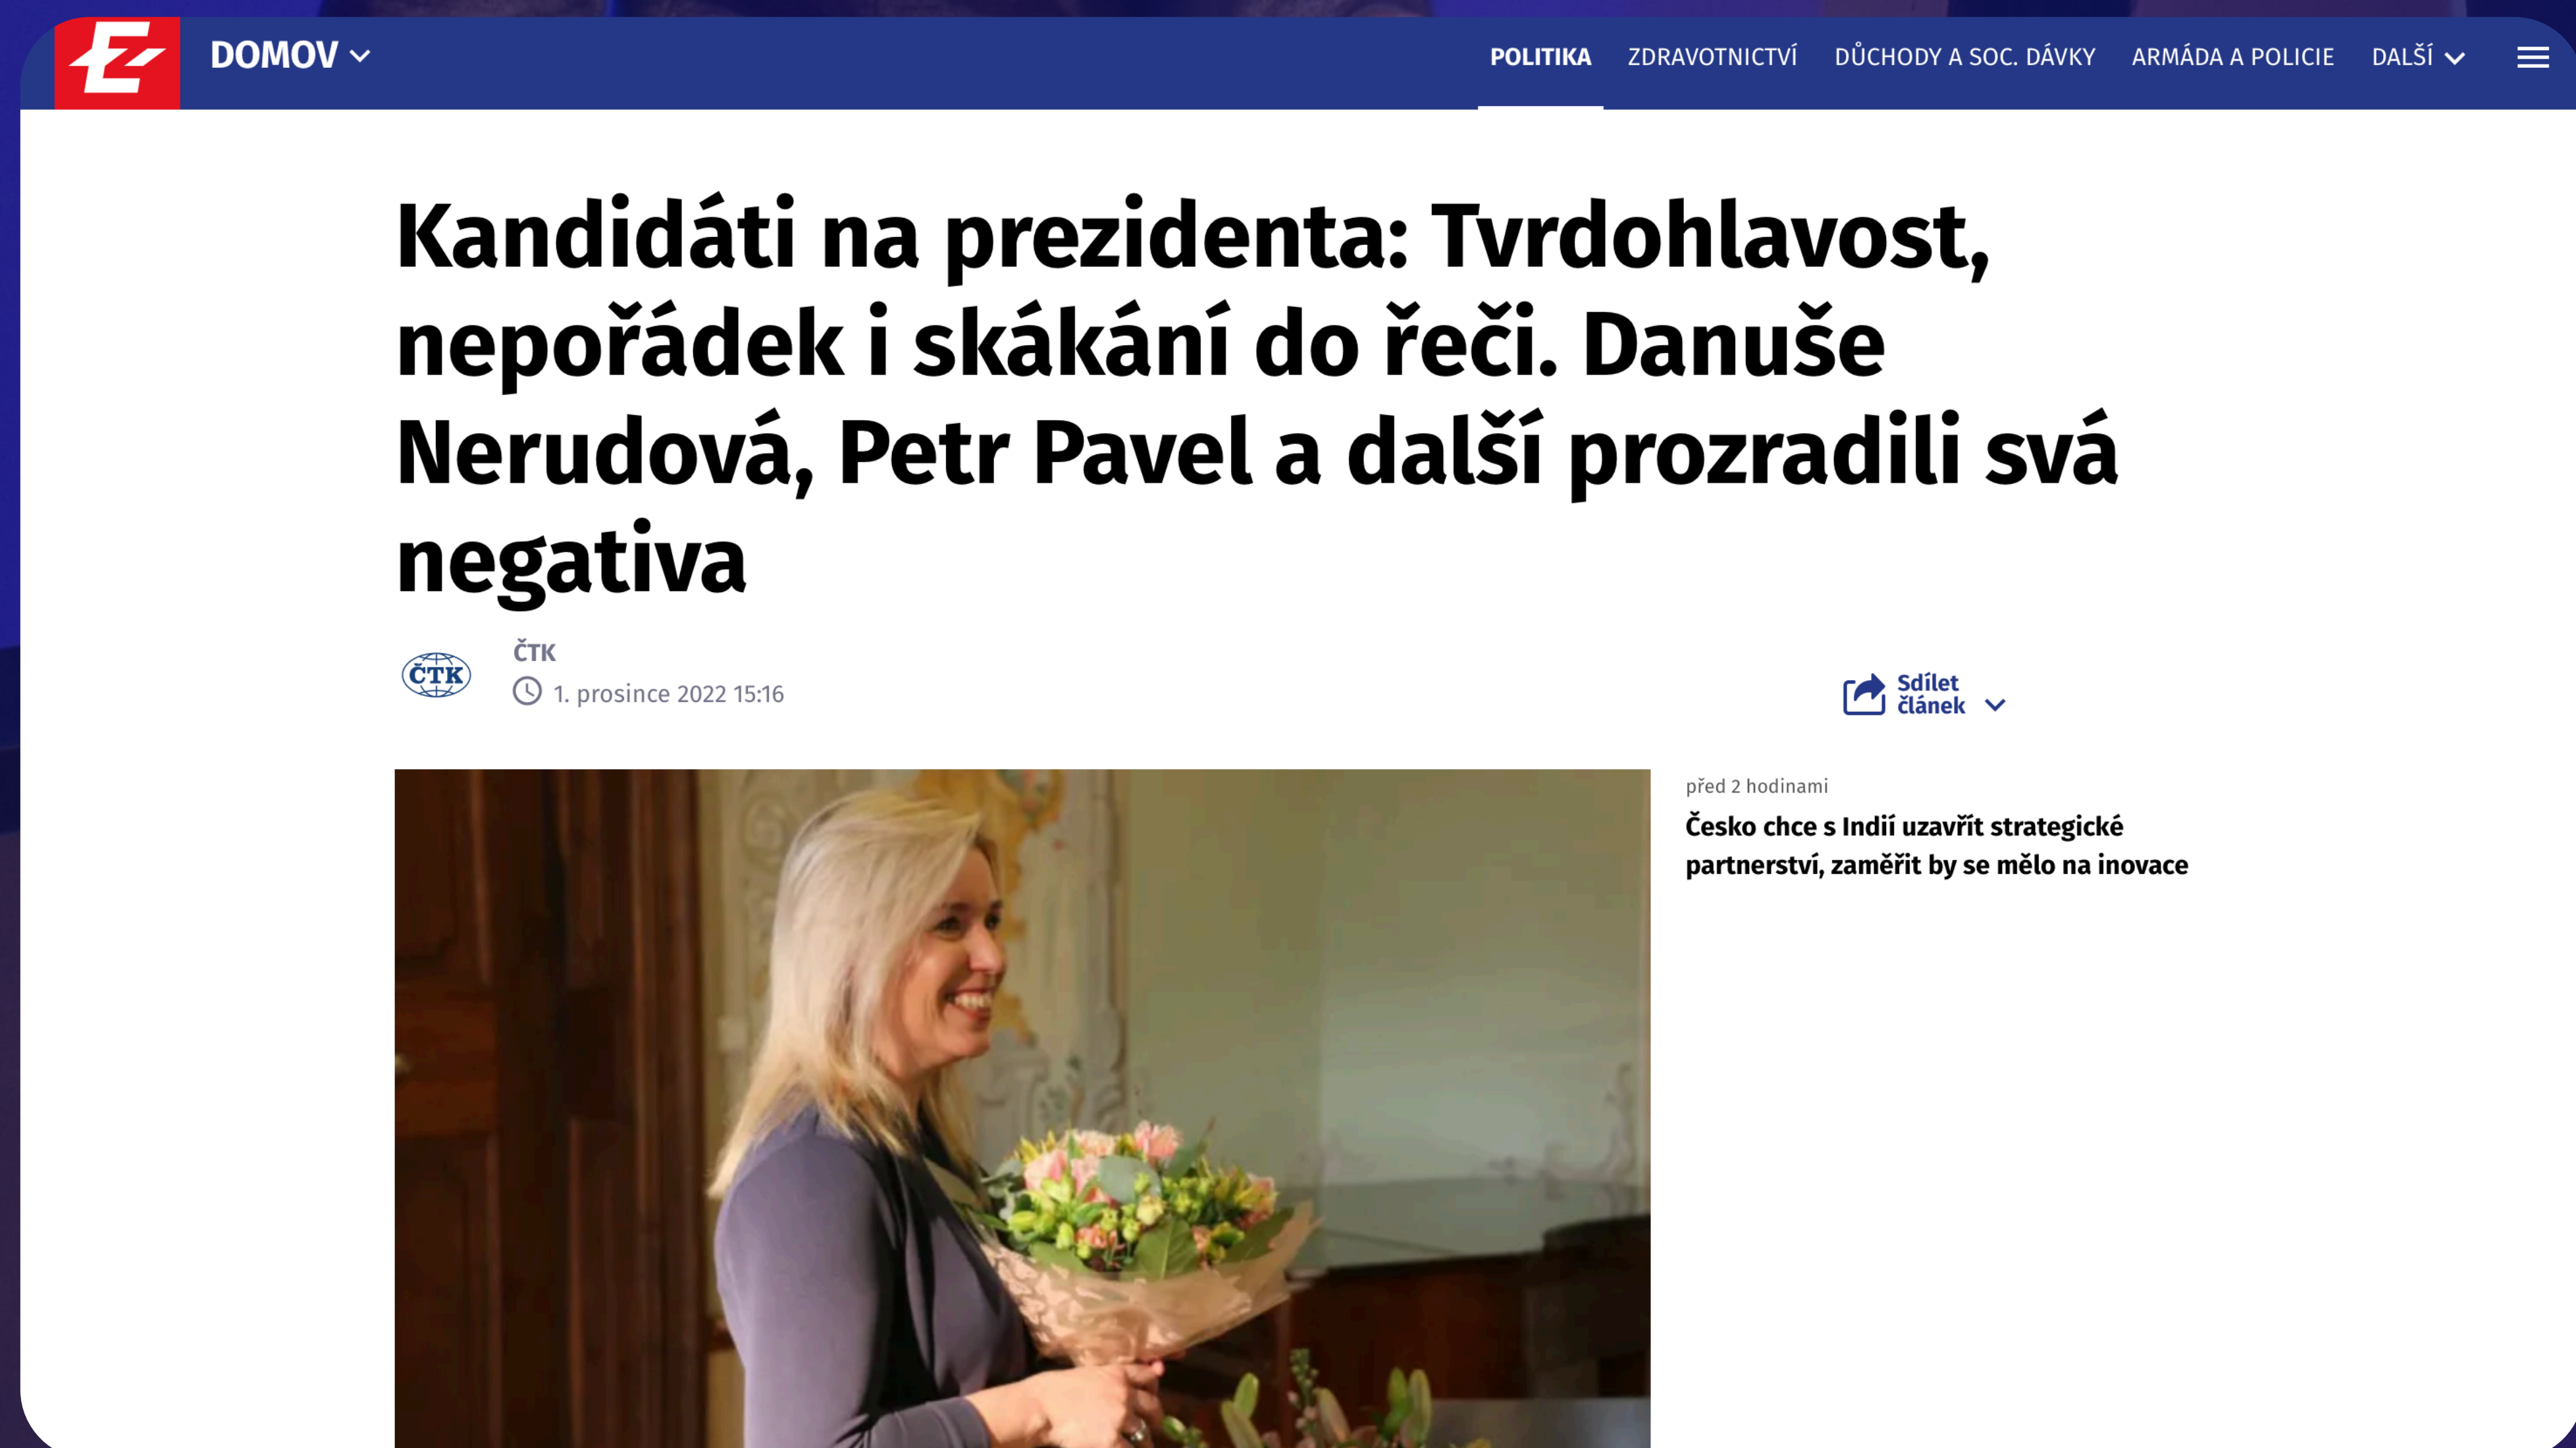 E
DOMOV
POLITIKA ZDRAVOTNICTVÍ DŮCHODY A SOC. DÁVKY ARMÁDA A POLICIE DALŠÍ
Kandidáti na prezidenta: Tvrdohlavost,
nepořádek i skákání do řeči. Danuše
Nerudová, Petr Pavel a další prozradili svá
negativa
ČTK
ČTK
1. prosince 2022 15:16
Sdílet
článek
před 2 hodinami
Česko chce s Indií uzavřít strategické
partnerství, zaměřit by se mělo na inovace